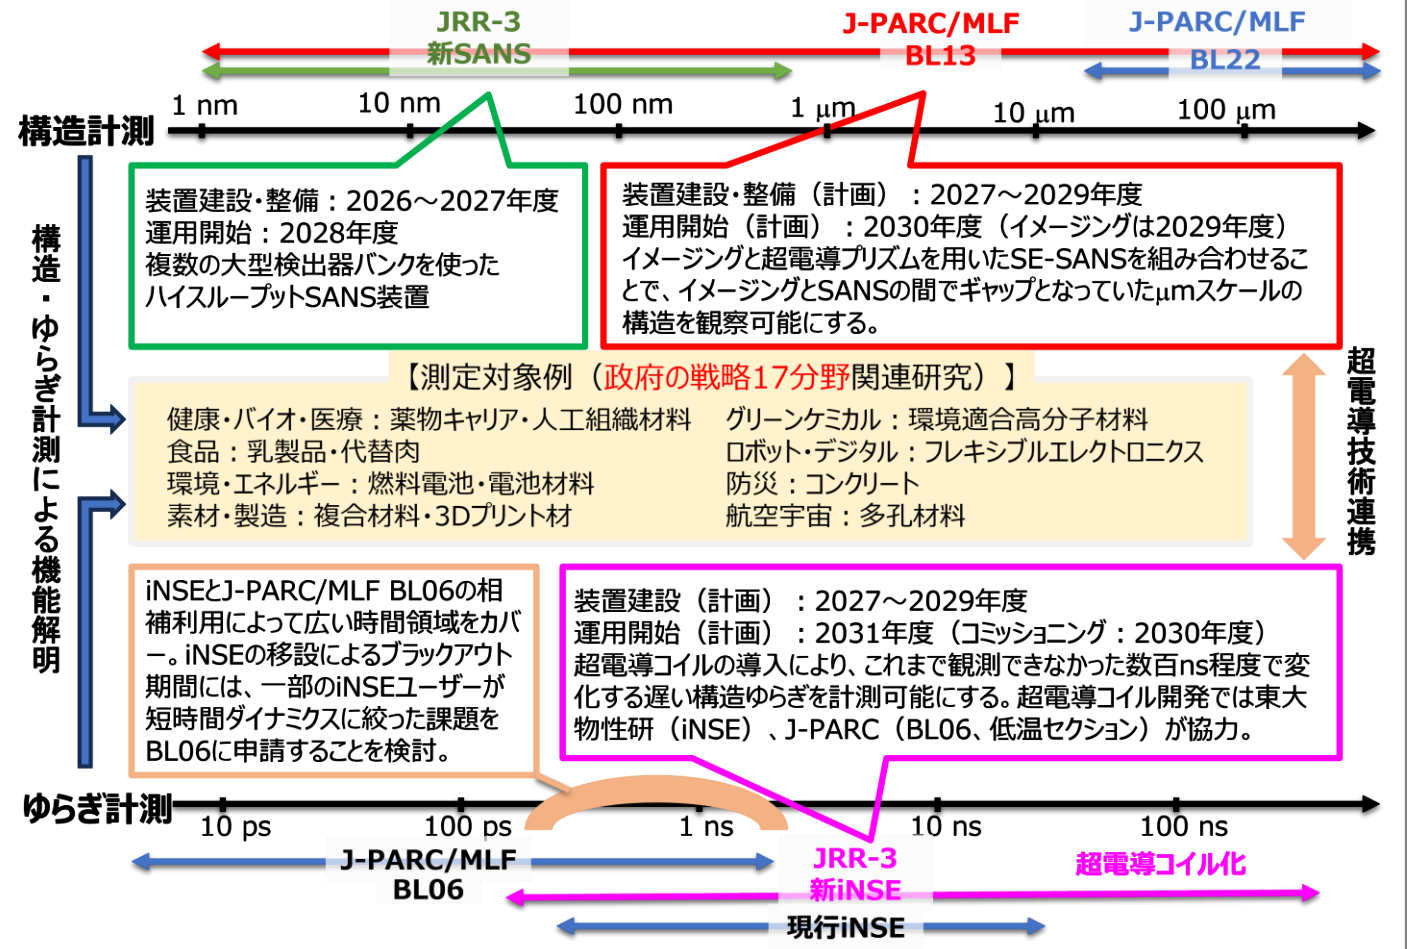 JRR-3
新SANS
J-PARC/MLF
BL13
J-PARC/MLF
BL22
1 nm
10 nm
100 nm
1 μm
10 μm
100 μm
構造計測
装置建設・整備：2026～2027年度
運用開始：2028年度
複数の大型検出器バンクを使った
ハイスループットSANS装置
装置建設・整備（計画）：2027～2029年度
運用開始（計画）：2030年度（イメージングは2029年度）
イメージングと超電導プリズムを用いたSE-SANSを組み合わせるこ
とで、イメージングとSANSの間でギャップとなっていたμmスケールの
構造を観察可能にする。
構造・ゆらぎ計測による機能解明
【測定対象例（政府の戦略17分野関連研究）】
健康・バイオ・医療：薬物キャリア・人工組織材料
食品：乳製品・代替肉
環境・エネルギー：燃料電池・電池材料
素材・製造：複合材料・3Dプリント材
グリーンケミカル：環境適合高分子材料
ロボット・デジタル：フレキシブルエレクトロニクス
防災：コンクリート
航空宇宙：多孔材料
超電導技術連携
iNSEとJ-PARC/MLF BL06の相
補利用によって広い時間領域をカバ
ー。iNSEの移設によるブラックアウト
期間には、一部のiNSEユーザーが
短時間ダイナミクスに絞った課題を
BL06に申請することを検討。
装置建設（計画）：2027～2029年度
運用開始（計画）：2031年度（コミッショニング：2030年度）
超電導コイルの導入により、これまで観測できなかった数百ns程度で変
化する遅い構造ゆらぎを計測可能にする。超電導コイル開発では東大
物性研（iNSE）、J-PARC（BL06、低温セクション）が協力。
ゆらぎ計測
10 ps
100 ps
1 ns
10 ns
100 ns
J-PARC/MLF
BL06
JRR-3
新iNSE
超電導コイル化
現行iNSE